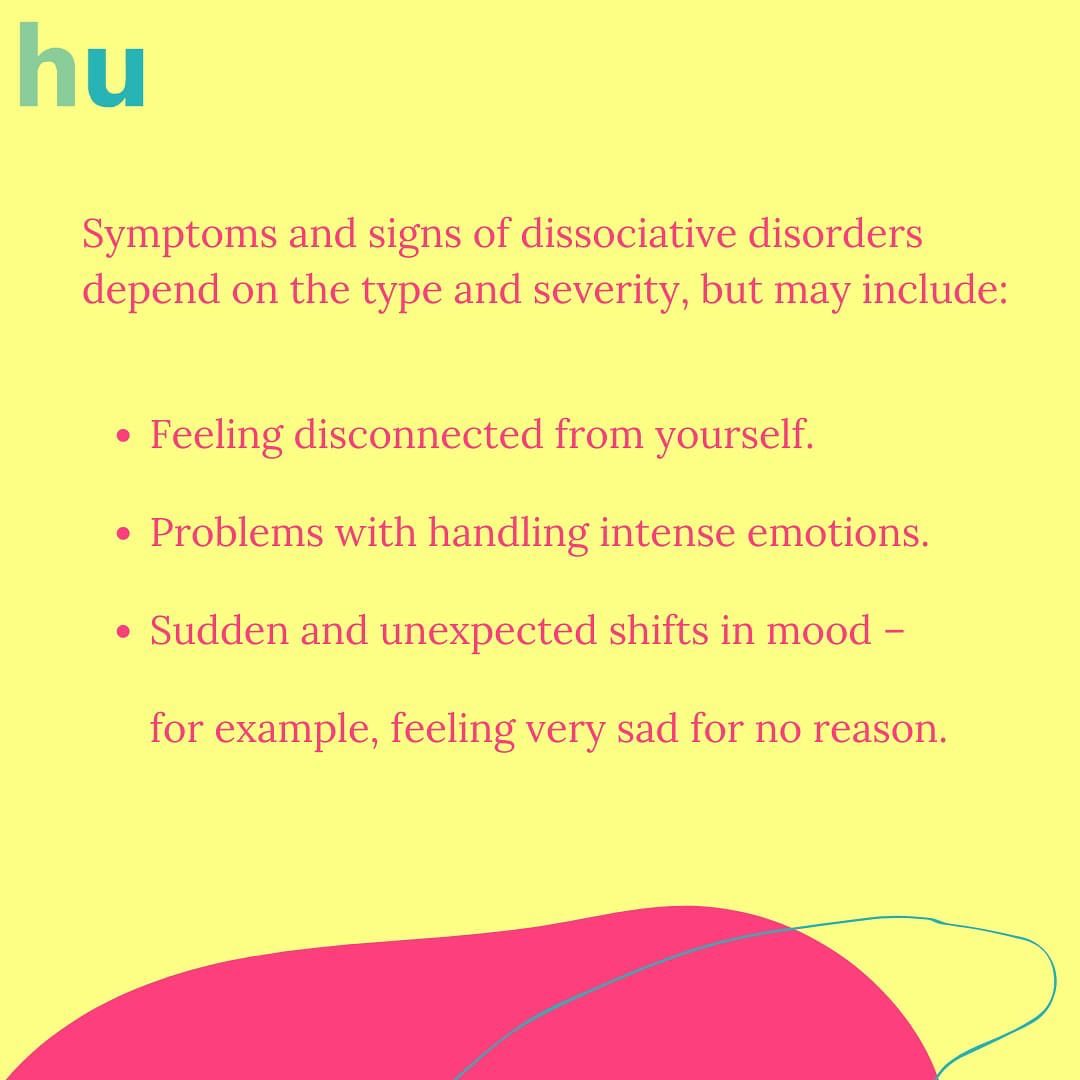 hu
Symptoms and signs of dissociative disorders
depend on the type and severity, but may include:
• Feeling disconnected from yourself.
• Problems with handling intense emotions.
• Sudden and unexpected shifts in mood –
for example, feeling very sad for no reason.